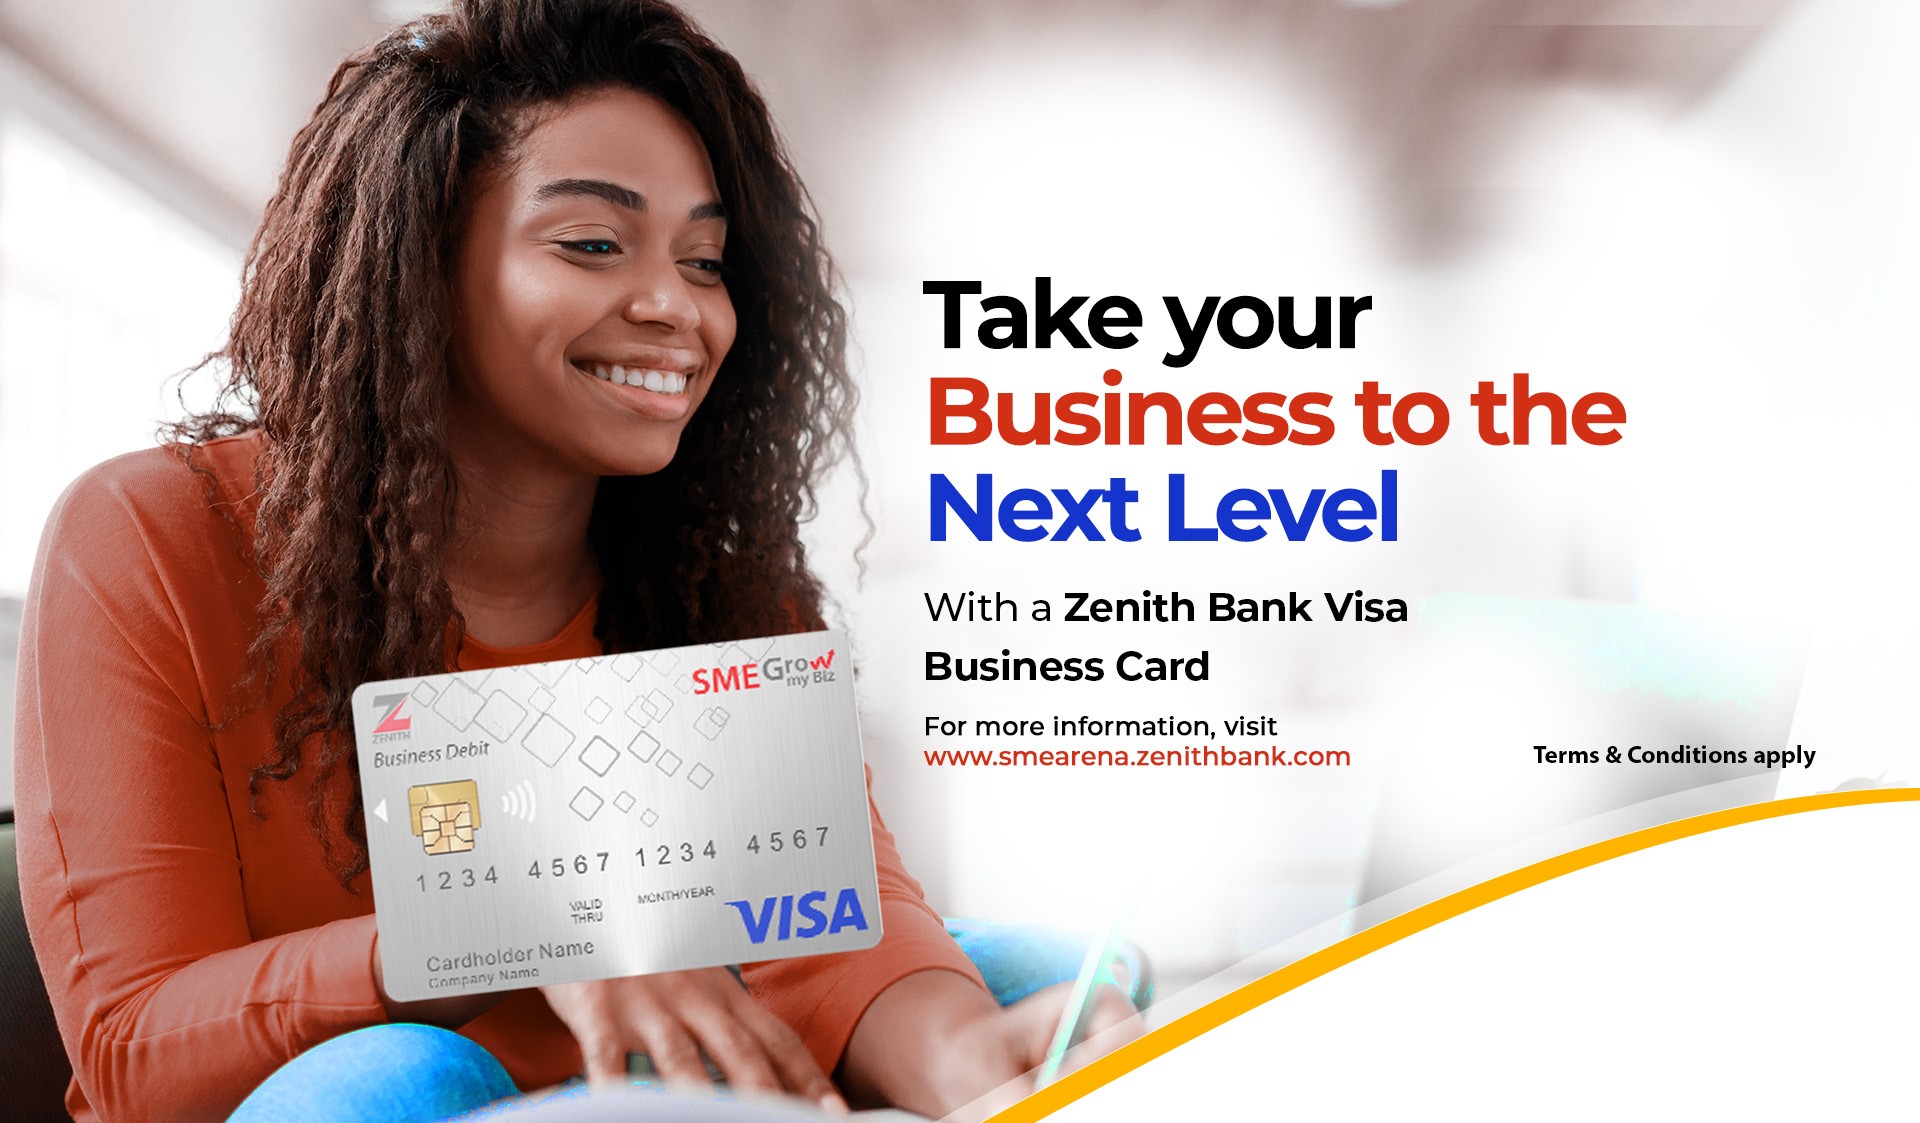 Take your
Business to the
Next Level
With a Zenith Bank Visa
Business Card
For more information, visit
www.smearena.zenithbank.com
Terms & Conditions apply
SME Grow
my Biz
ZENITH
Business Debit
1234 4567 1234 4567
VALID
THRU
MONTH/YEAR
VISA
Cardholder Name
Company Name